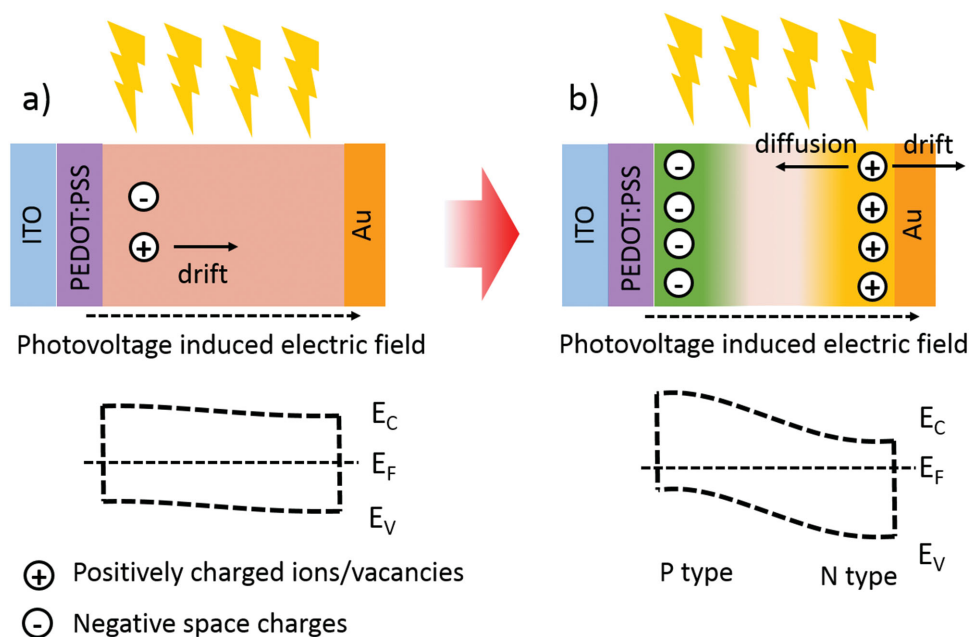 a)
ITO
PEDOT:PSS
-
+
drift
Au
Photovoltage induced electric field
E_C
E_F
E_V
+ Positively charged ions/vacancies
- Negative space charges
b)
ITO
PEDOT:PSS
-
-
-
-
diffusion
drift
+
+
+
+
Au
Photovoltage induced electric field
E_C
E_F
E_V
P type
N type